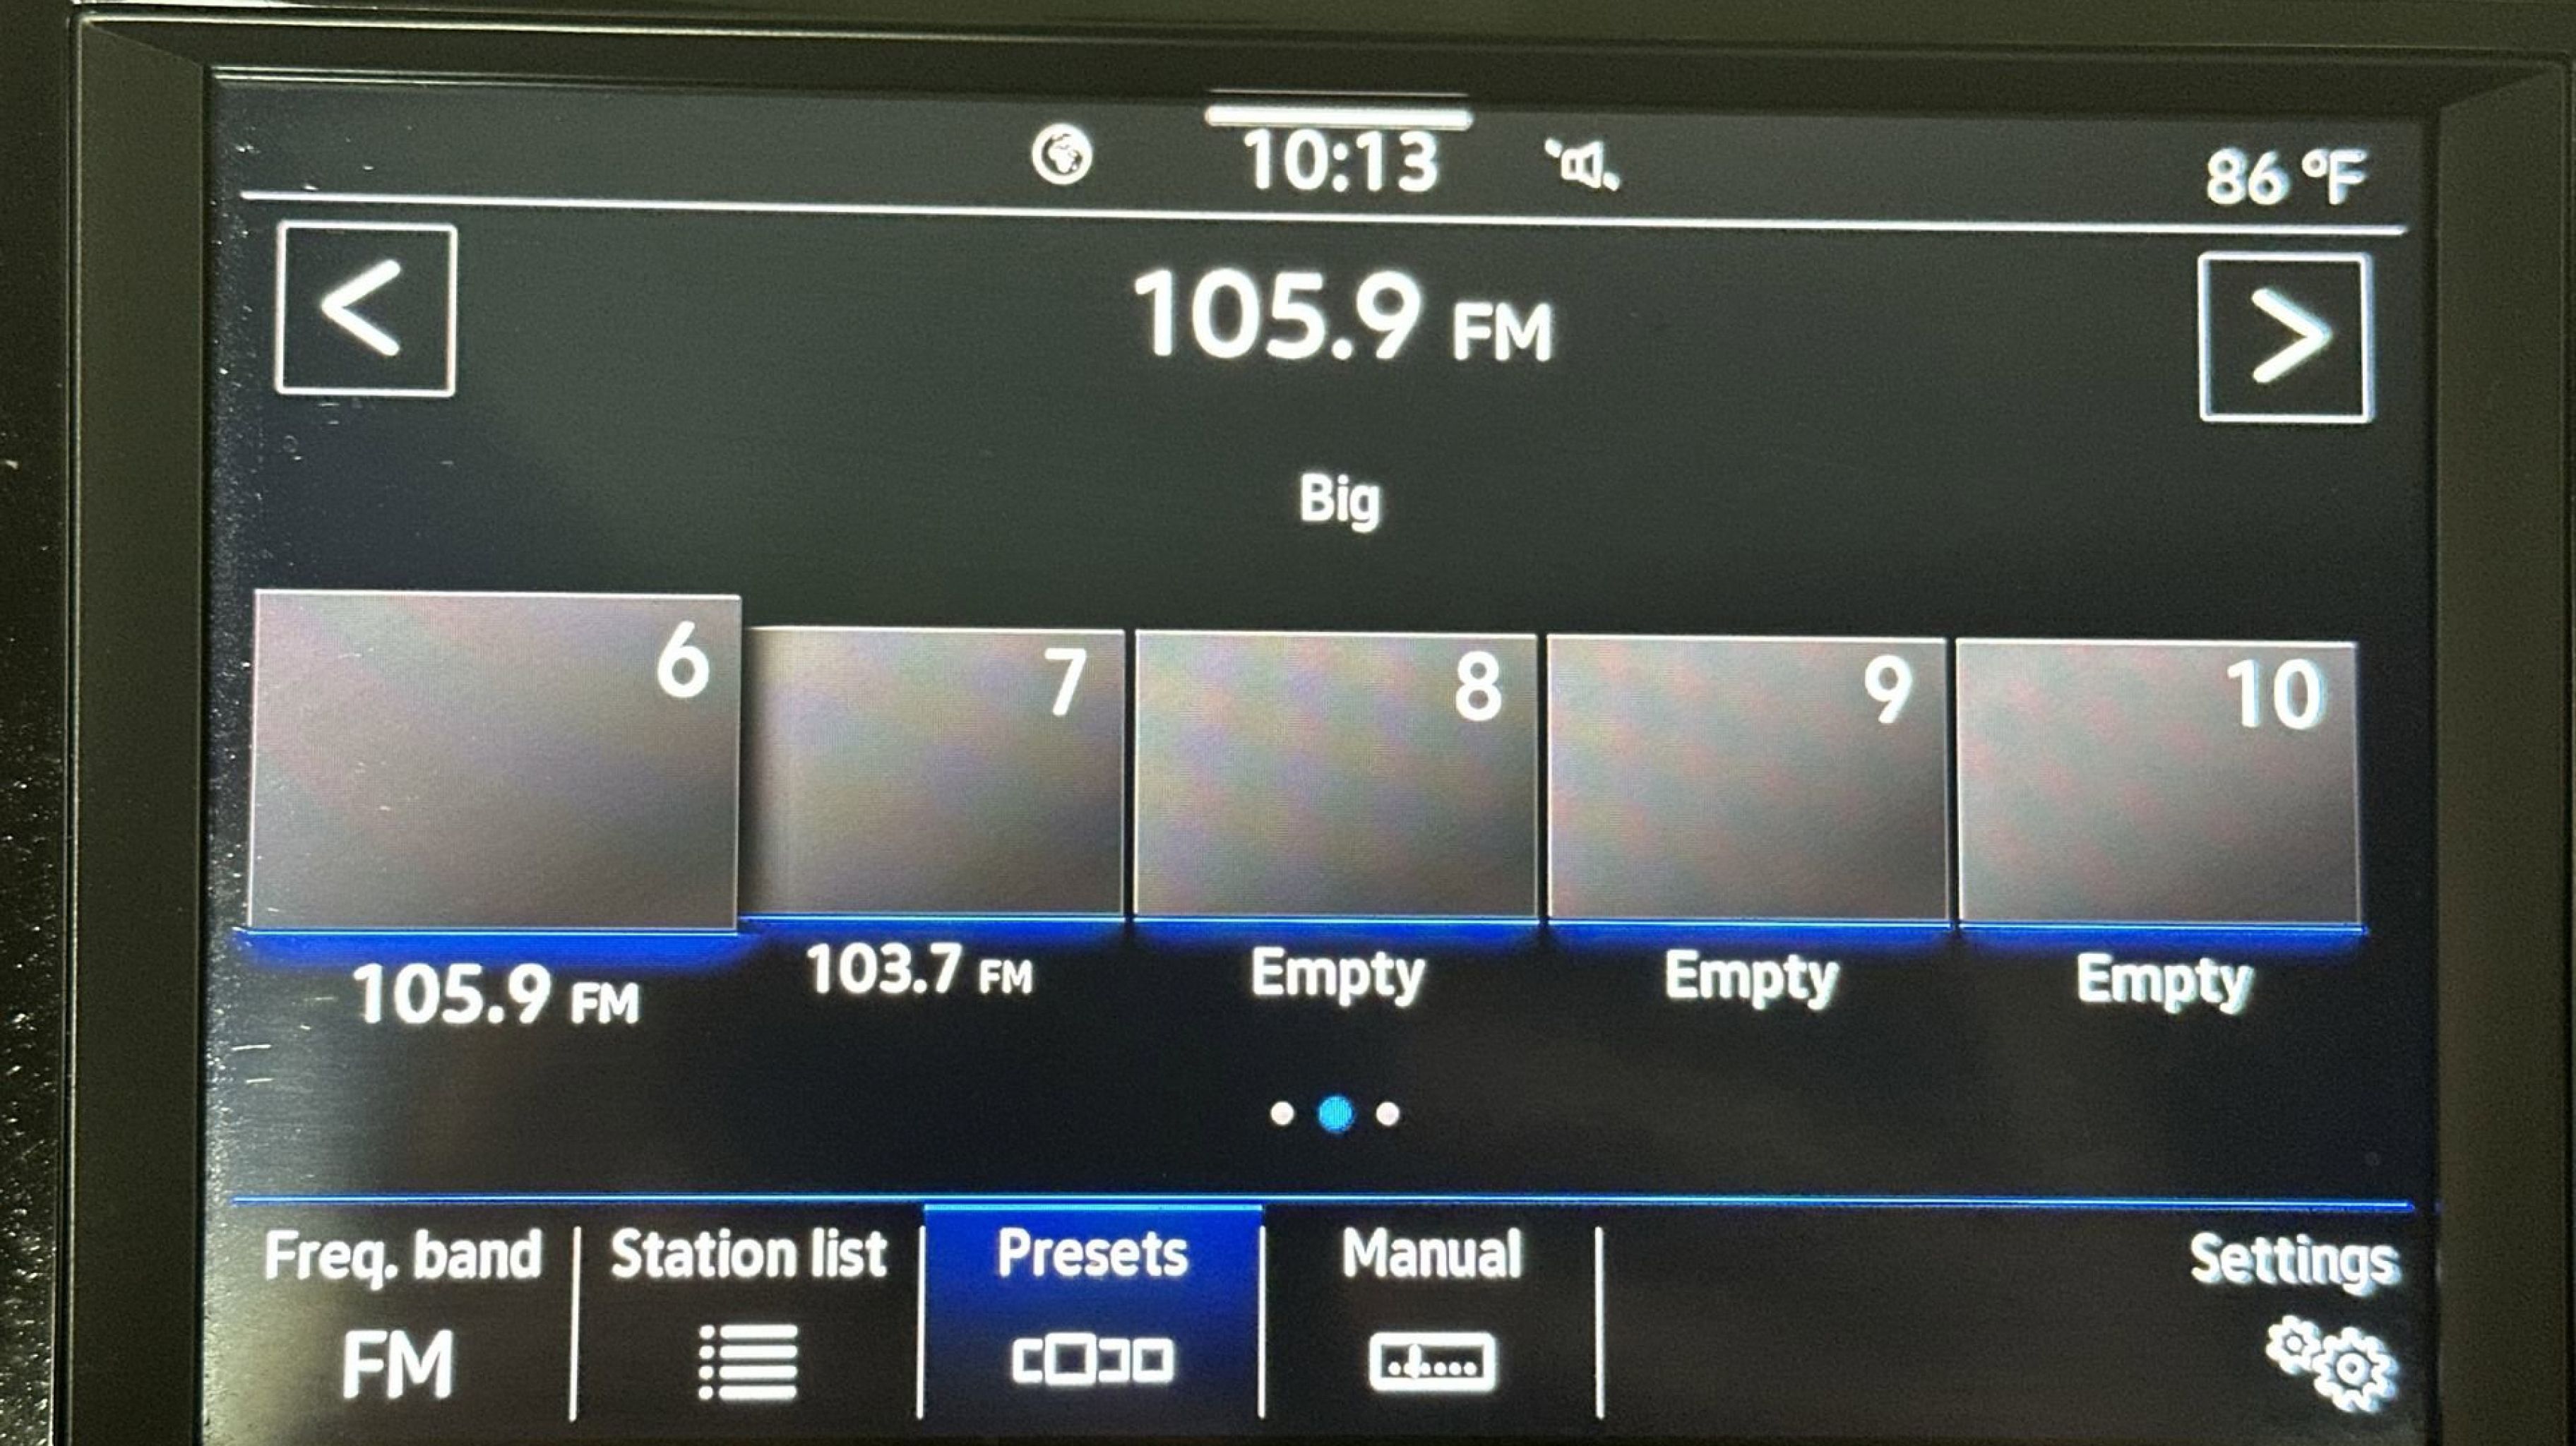 10:13
86 °F
<
105.9 FM
>
Big
6
7
8
9
10
105.9 FM
103.7 FM
Empty
Empty
Empty
Freq. band
Station list
Presets
Manual
Settings
FM